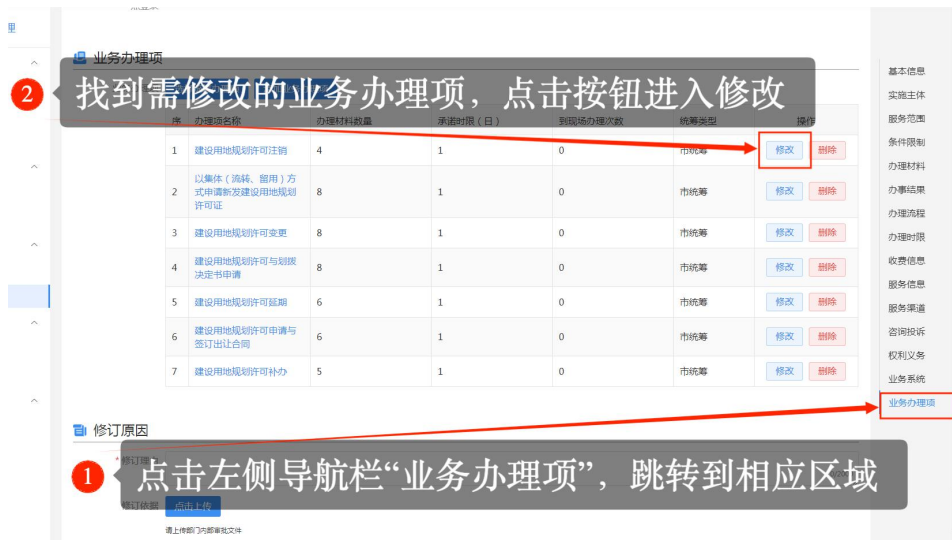 理
业务办理项
2 找到需修改的业务办理项，点击按钮进入修改
序 办理项名称 办理材料数量 承诺时限（日） 到现场办理次数 统筹类型 操作
1 建设用地规划许可注销 4 1 0 市统筹 修改 删除
2 以集体（流转、留用）方式申请新发建设用地规划许可证 8 1 0 市统筹 修改 删除
3 建设用地规划许可变更 8 1 0 市统筹 修改 删除
4 建设用地规划许可与划拨决定书申请 8 1 0 市统筹 修改 删除
5 建设用地规划许可延期 6 1 0 市统筹 修改 删除
6 建设用地规划许可申请与签订出让合同 6 1 0 市统筹 修改 删除
7 建设用地规划许可补办 5 1 0 市统筹 修改 删除
修订原因
*修订理由
1 点击左侧导航栏“业务办理项”，跳转到相应区域
修订依据 点击上传
请上传部门内部审批文件
基本信息
实施主体
服务范围
条件限制
办理材料
办事结果
办理流程
办理时限
收费信息
服务信息
服务渠道
咨询投诉
权利义务
业务系统
业务办理项